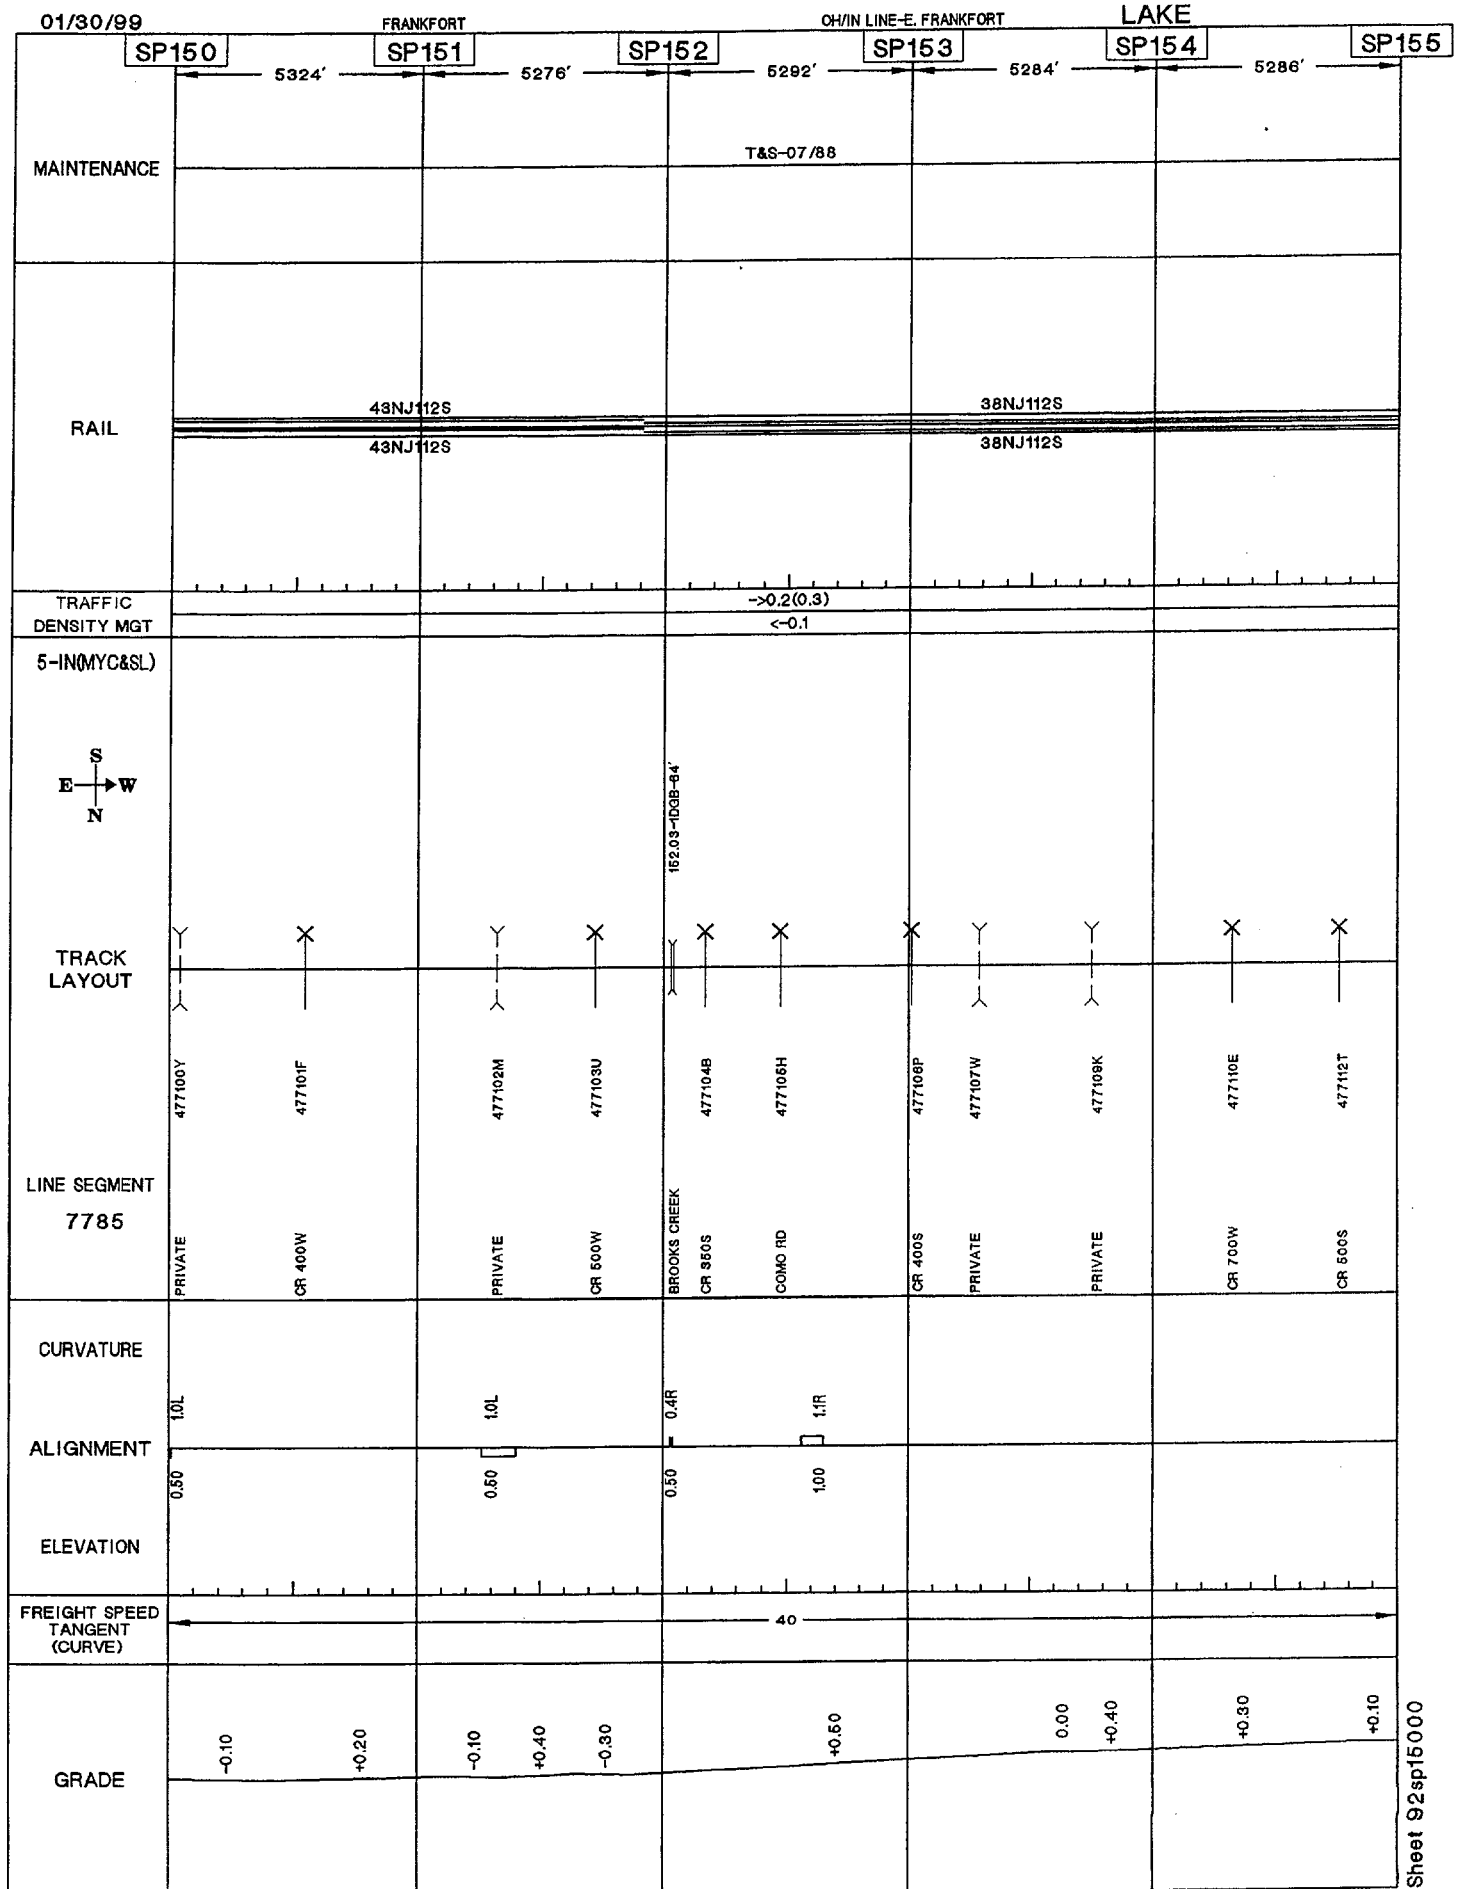 01/30/99
FRANKFORT
OH/IN LINE-E. FRANKFORT
LAKE
SP150
SP151
SP152
SP153
SP154
SP155
5324'
5276'
5292'
5284'
5286'
MAINTENANCE
T&S-07/88
RAIL
43NJ112S
38NJ112S
43NJ112S
38NJ112S
TRAFFIC
DENSITY MGT
->0.2(0.3)
<-0.1
5-IN(MYC&SL)
S
E W
N
152.03-1DGB-64'
TRACK
LAYOUT
477100Y
477101F
477102M
477103U
477104B
477105H
477106P
477107W
477109K
477110E
477112T
LINE SEGMENT
7785
PRIVATE
CR 400W
PRIVATE
CR 500W
BROOKS CREEK
CR 350S
COMO RD
CR 400S
PRIVATE
PRIVATE
CR 700W
CR 500S
CURVATURE
1.0L
1.0L
0.4R
1.1R
ALIGNMENT
0.50
0.50
0.50
1.00
ELEVATION
FREIGHT SPEED
TANGENT
(CURVE)
40
GRADE
-0.10
+0.20
-0.10
+0.40
-0.30
+0.50
0.00
+0.40
+0.30
+0.10
Sheet 92sp15000